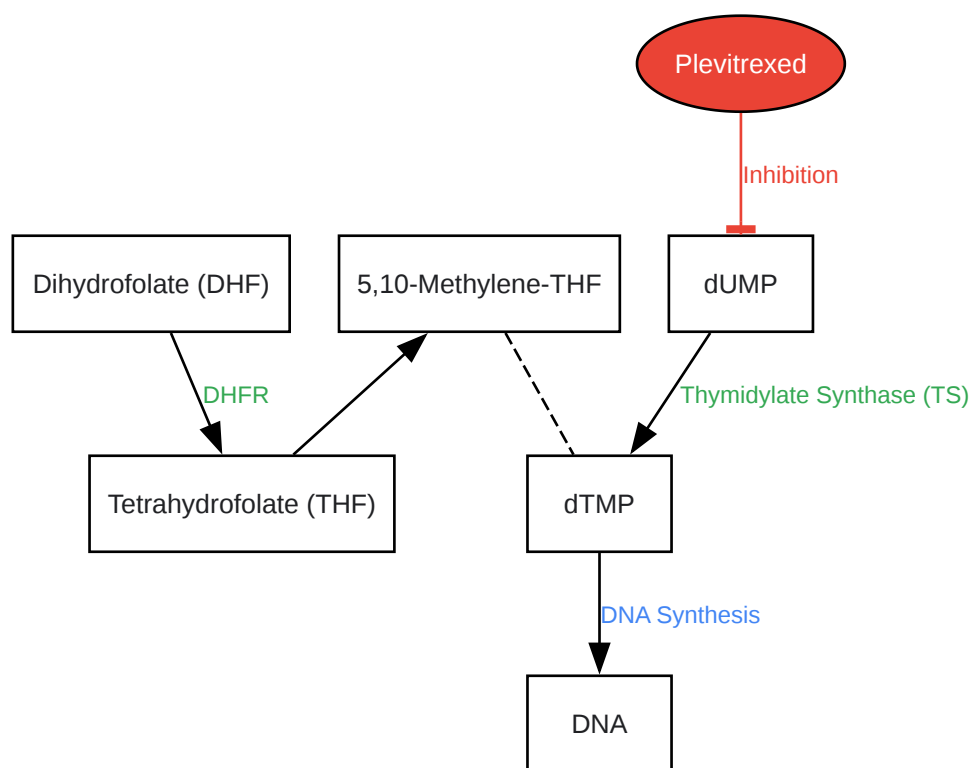 Plevitrexed
Inhibition
Dihydrofolate (DHF)
5,10-Methylene-THF
dUMP
DHFR
Thymidylate Synthase (TS)
Tetrahydrofolate (THF)
dTMP
DNA Synthesis
DNA